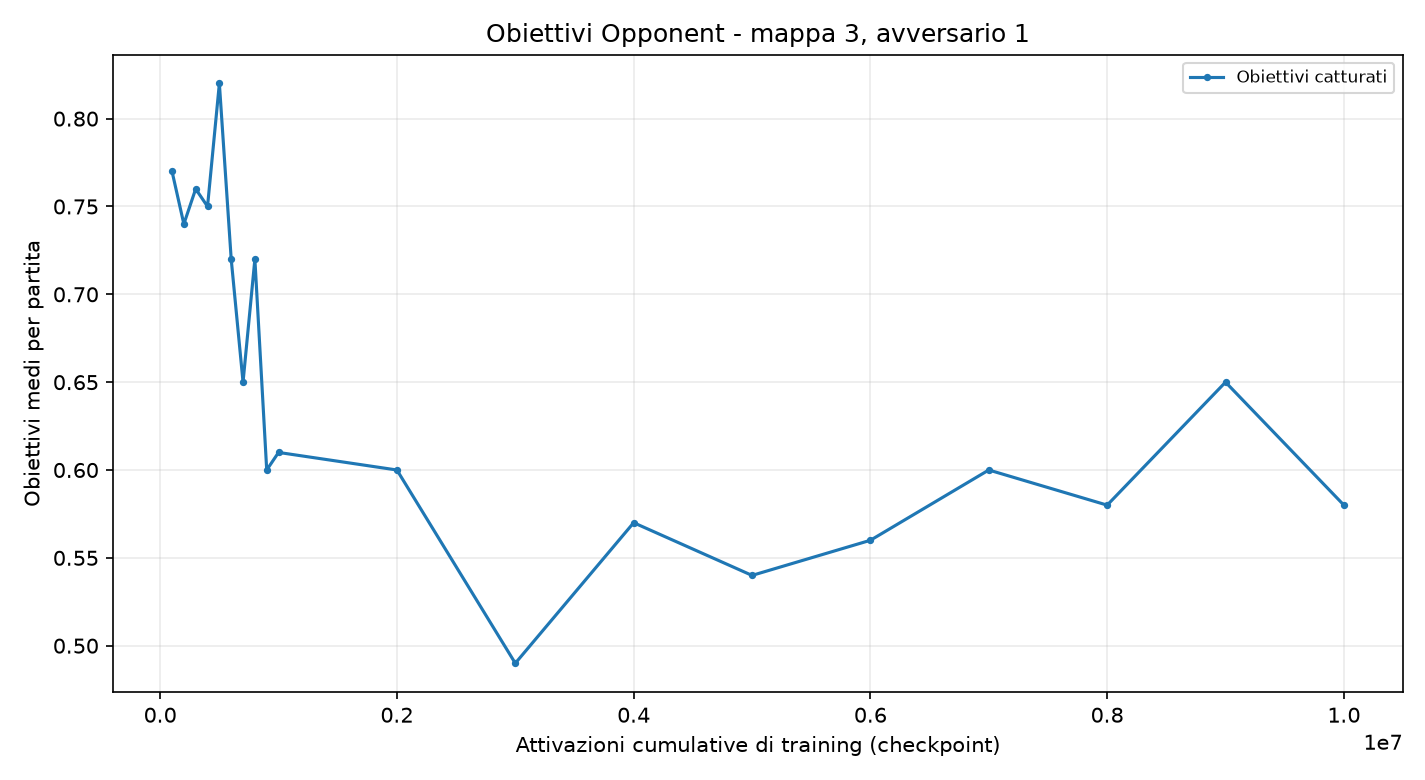 Obiettivi Opponent - mappa 3, avversario 1
Obiettivi catturati
Obiettivi medi per partita
0.80
0.75
0.70
0.65
0.60
0.55
0.50
0.0 0.2 0.4 0.6 0.8 1.0
1e7
Attivazioni cumulative di training (checkpoint)